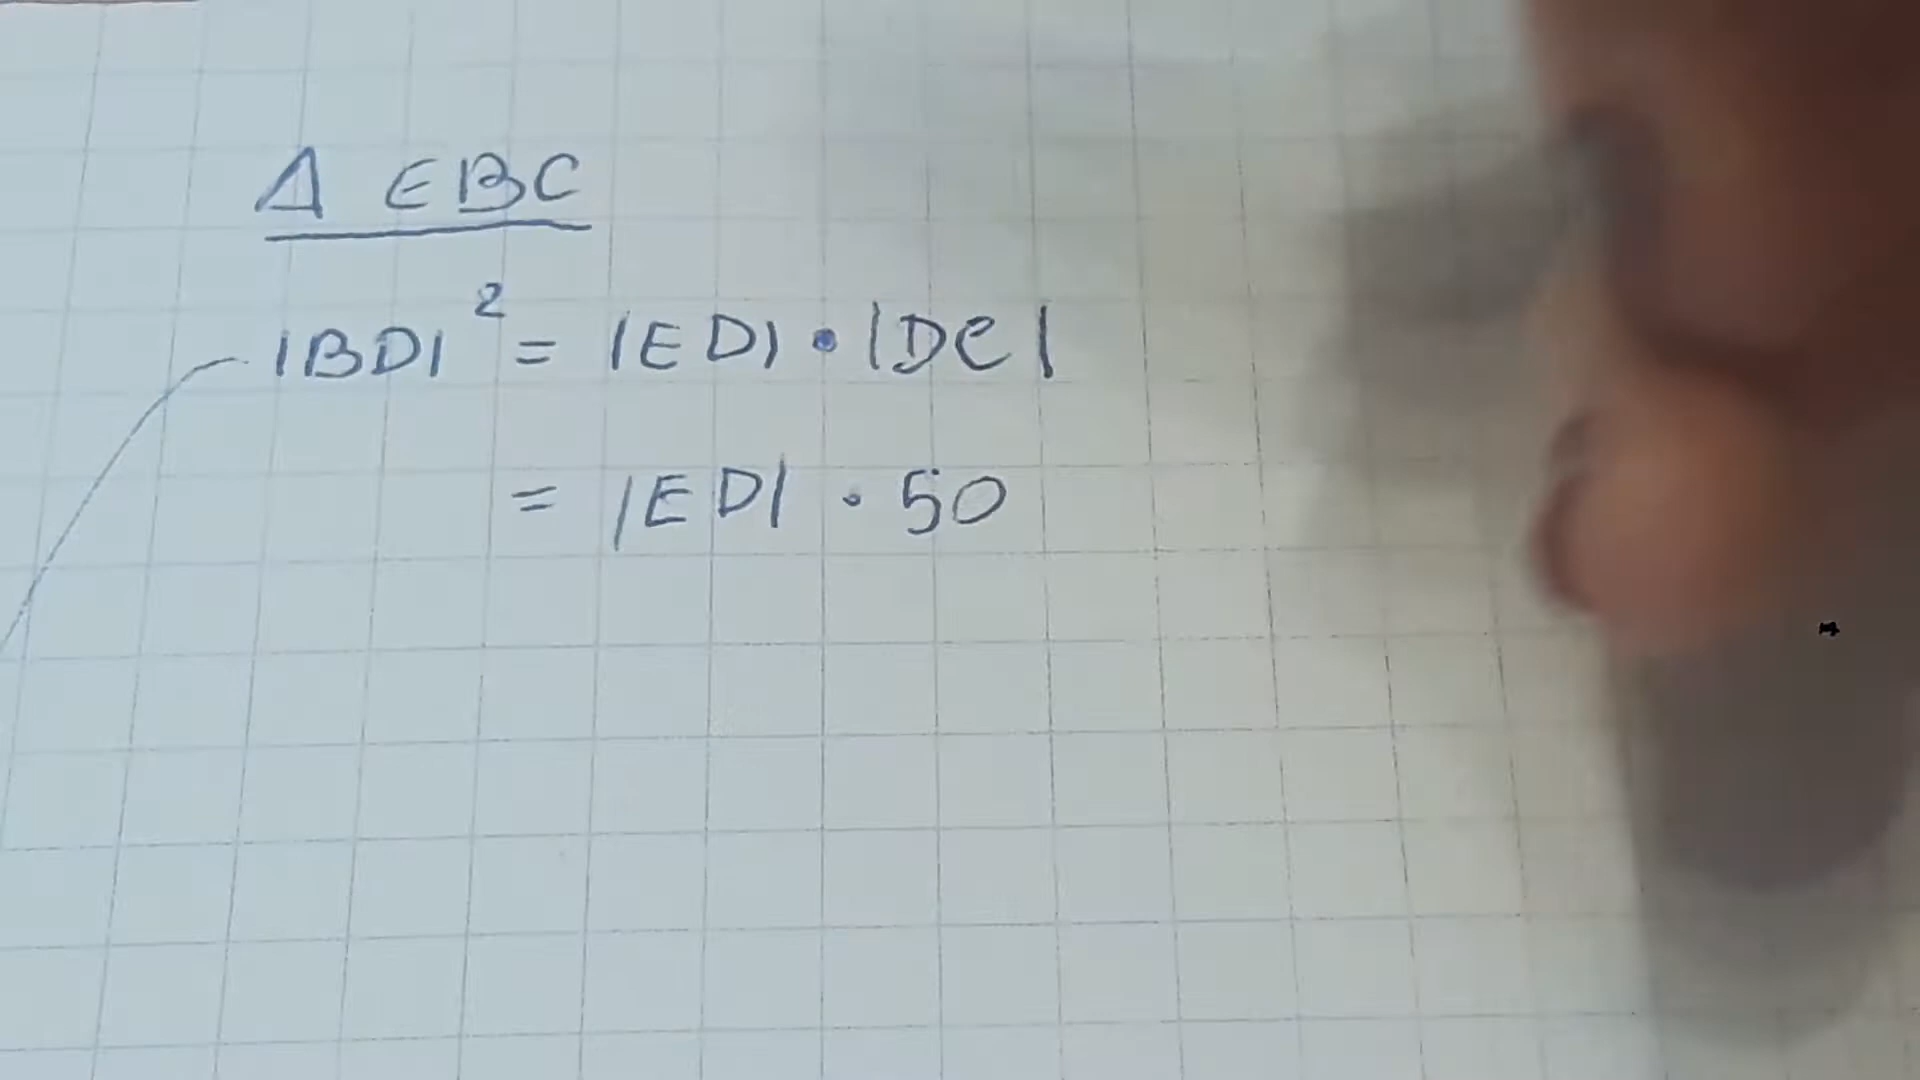 Δ EBC
|BD|² = |ED| • |DC|
= |ED| · 50